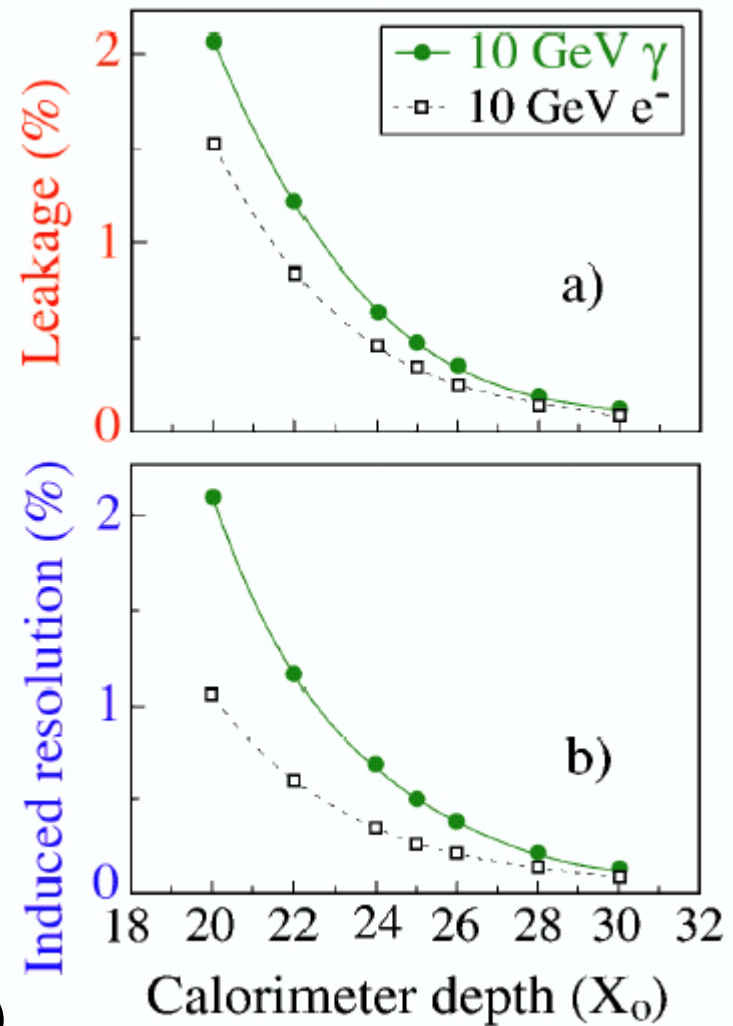 2
1
0
Leakage (%)
10 GeV γ
10 GeV e⁻
a)
2
1
0
Induced resolution (%)
b)
18 20 22 24 26 28 30 32
Calorimeter depth (X₀)
)